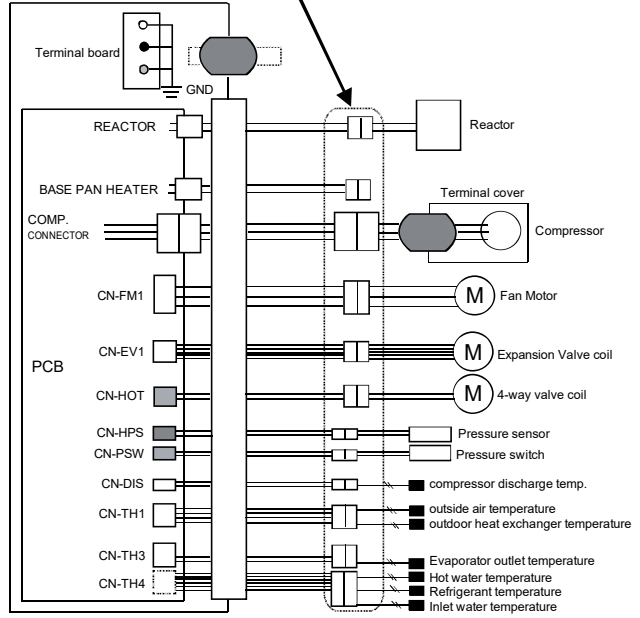 Terminal board
GND
REACTOR
Reactor
BASE PAN HEATER
Terminal cover
COMP.
CONNECTOR
Compressor
CN-FM1
M
Fan Motor
CN-EV1
M
Expansion Valve coil
PCB
CN-HOT
M
4-way valve coil
CN-HPS
Pressure sensor
CN-PSW
Pressure switch
CN-DIS
compressor discharge temp.
CN-TH1
outside air temperature
outdoor heat exchanger temperature
CN-TH3
Evaporator outlet temperature
CN-TH4
Hot water temperature
Refrigerant temperature
Inlet water temperature